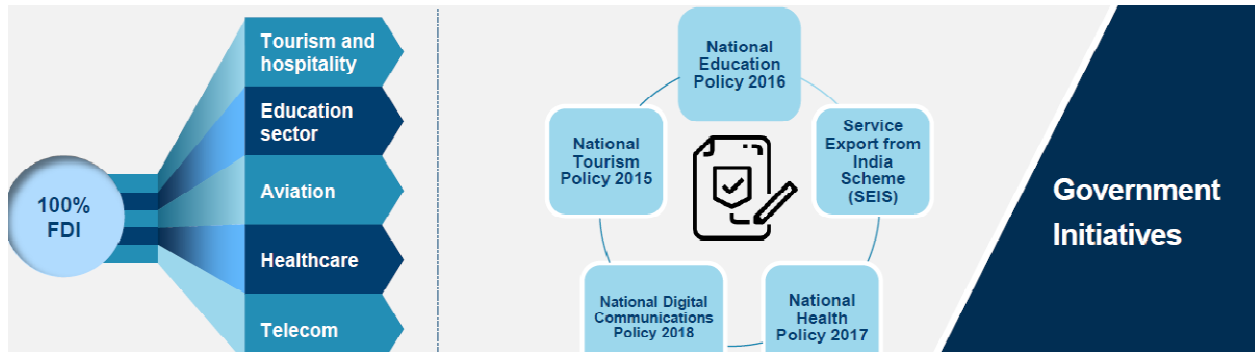 100%
FDI
Tourism and
hospitality
Education
sector
Aviation
Healthcare
Telecom
National
Education
Policy 2016
Service
Export from
India
Scheme
(SEIS)
National
Health
Policy 2017
National Digital
Communications
Policy 2018
National
Tourism
Policy 2015
Government
Initiatives